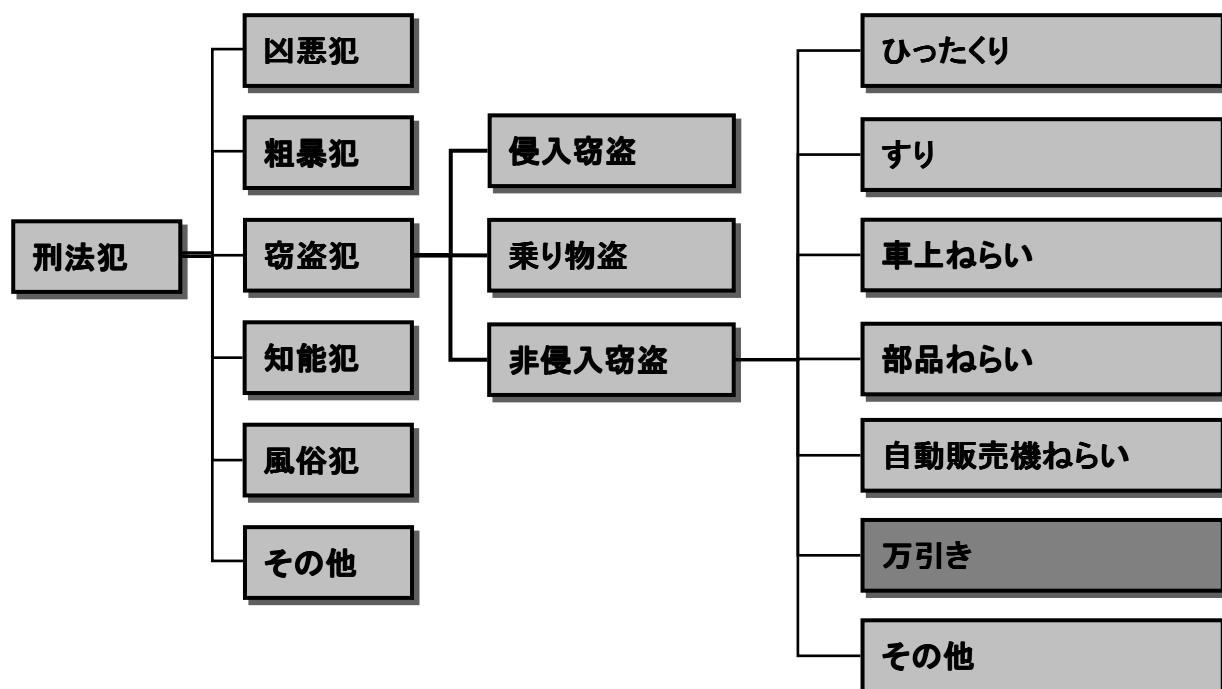 刑法犯
凶悪犯
粗暴犯
窃盗犯
知能犯
風俗犯
その他
侵入窃盗
乗り物盗
非侵入窃盗
ひったくり
すり
車上ねらい
部品ねらい
自動販売機ねらい
万引き
その他